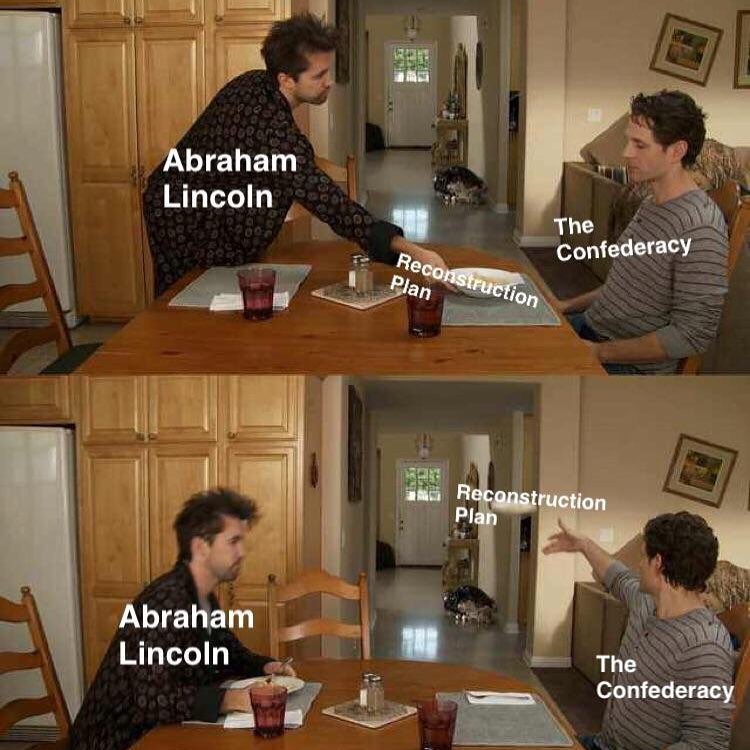 Abraham
Lincoln
The
Confederacy
Reconstruction
Plan
Reconstruction
Plan
Abraham
Lincoln
The
Confederacy